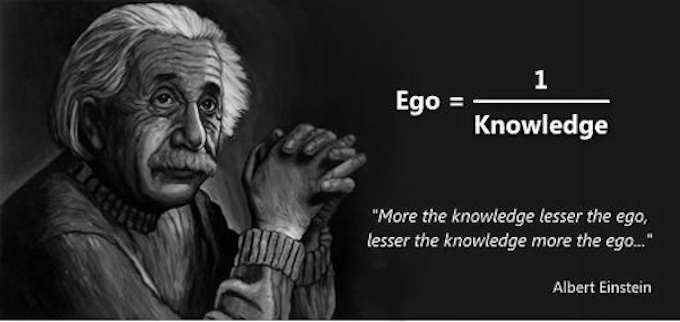 Ego = 1
Knowledge
"More the knowledge lesser the ego,
lesser the knowledge more the ego..."
Albert Einstein